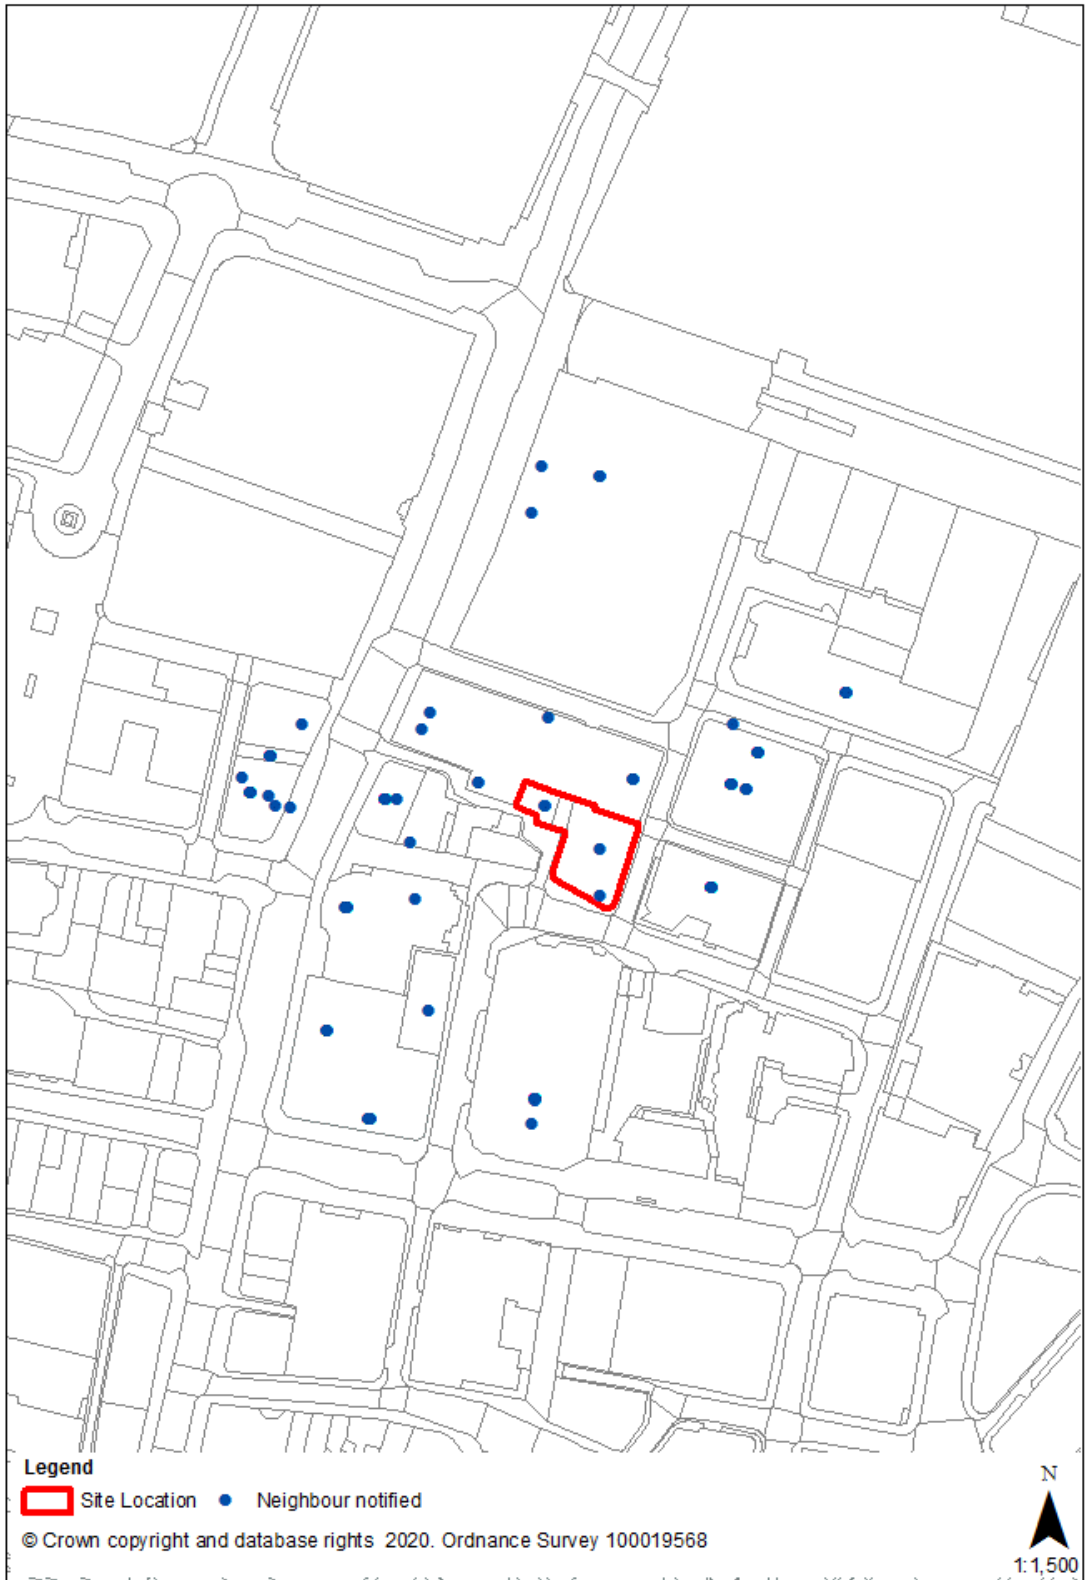 Legend
Site Location Neighbour notified
© Crown copyright and database rights 2020. Ordnance Survey 100019568
N
1:1,500